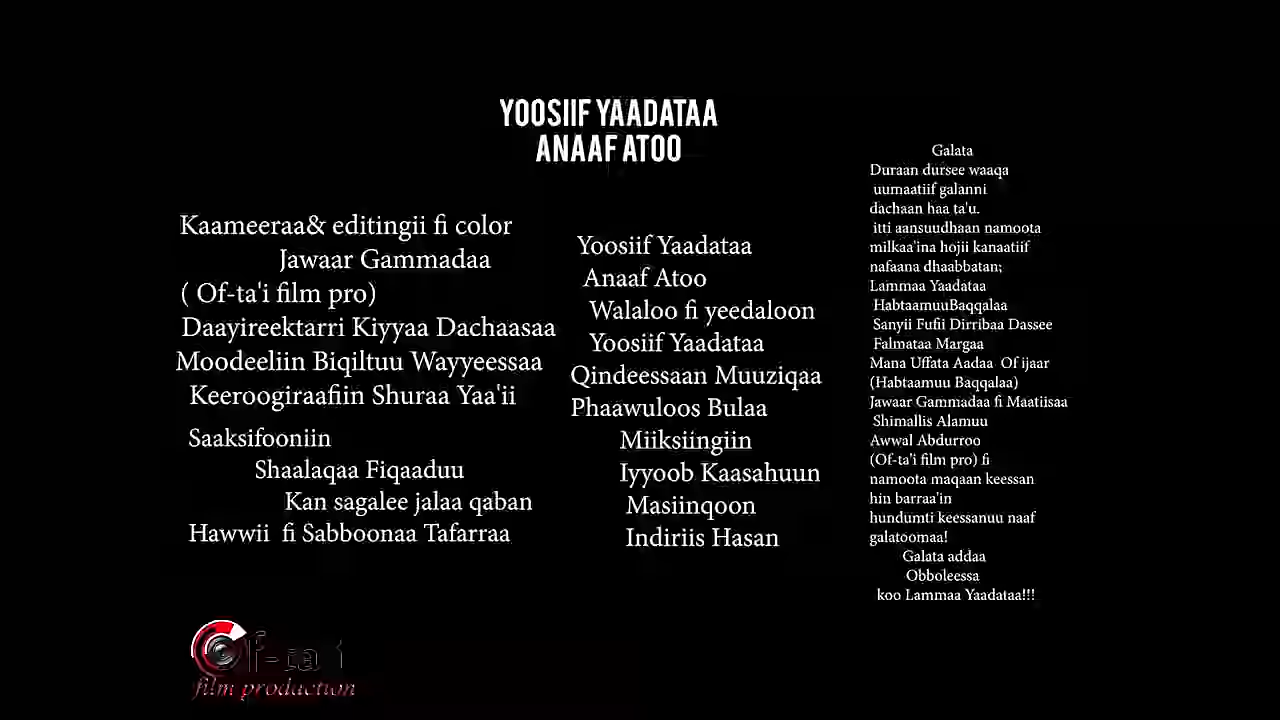 YOOSIIF YAADATAA
ANAAF ATOO
Kaameeraa& editingii fi color
Jawaar Gammadaa
( Of-ta'i film pro)
Daayireektarri Kiyyaa Dachaasaa
Moodeeliin Biqiltuu Wayyeessaa
Keeroogiraafiin Shuraa Yaa'ii
Saaksifooniin
Shaalaqaa Fiqaaduu
Kan sagalee jalaa qaban
Hawwii fi Sabboonaa Tafarraa
Yoosiif Yaadataa
Anaaf Atoo
Walaloo fi yeedaloon
Yoosiif Yaadataa
Qindeessaan Muuziqaa
Phaawuloos Bulaa
Miiksiingiin
Iyyoob Kaasahuun
Masiinqoon
Indiriis Hasan
Galata
Duraan dursee waaqa
uumaatiif galanni
dachaan haa ta'u.
itti aansuudhaan namoota
milkaa'ina hojii kanaatiif
nafaana dhaabbatan;
Lammaa Yaadataa
HabtaamuuBaqqalaa
Sanyii Fufii Dirribaa Dassee
Falmataa Margaa
Mana Uffata Aadaa Of ijaar
(Habtaamuu Baqqalaa)
Jawaar Gammadaa fi Maatiisaa
Shimallis Alamuu
Awwal Abdurroo
(Of-ta'i film pro) fi
namoota maqaan keessan
hin barraa'in
hundumti keessanuu naaf
galatoomaa!
Galata addaa
Obboleessa
koo Lammaa Yaadataa!!!
Of-ta'i
film production